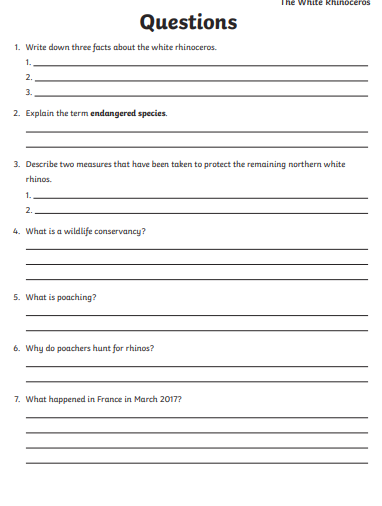 The White Rhinoceros
Questions
1. Write down three facts about the white rhinoceros.
1.
2.
3.
2. Explain the term endangered species.
3. Describe two measures that have been taken to protect the remaining northern white
rhinos.
1.
2.
4. What is a wildlife conservancy?
5. What is poaching?
6. Why do poachers hunt for rhinos?
7. What happened in France in March 2017?